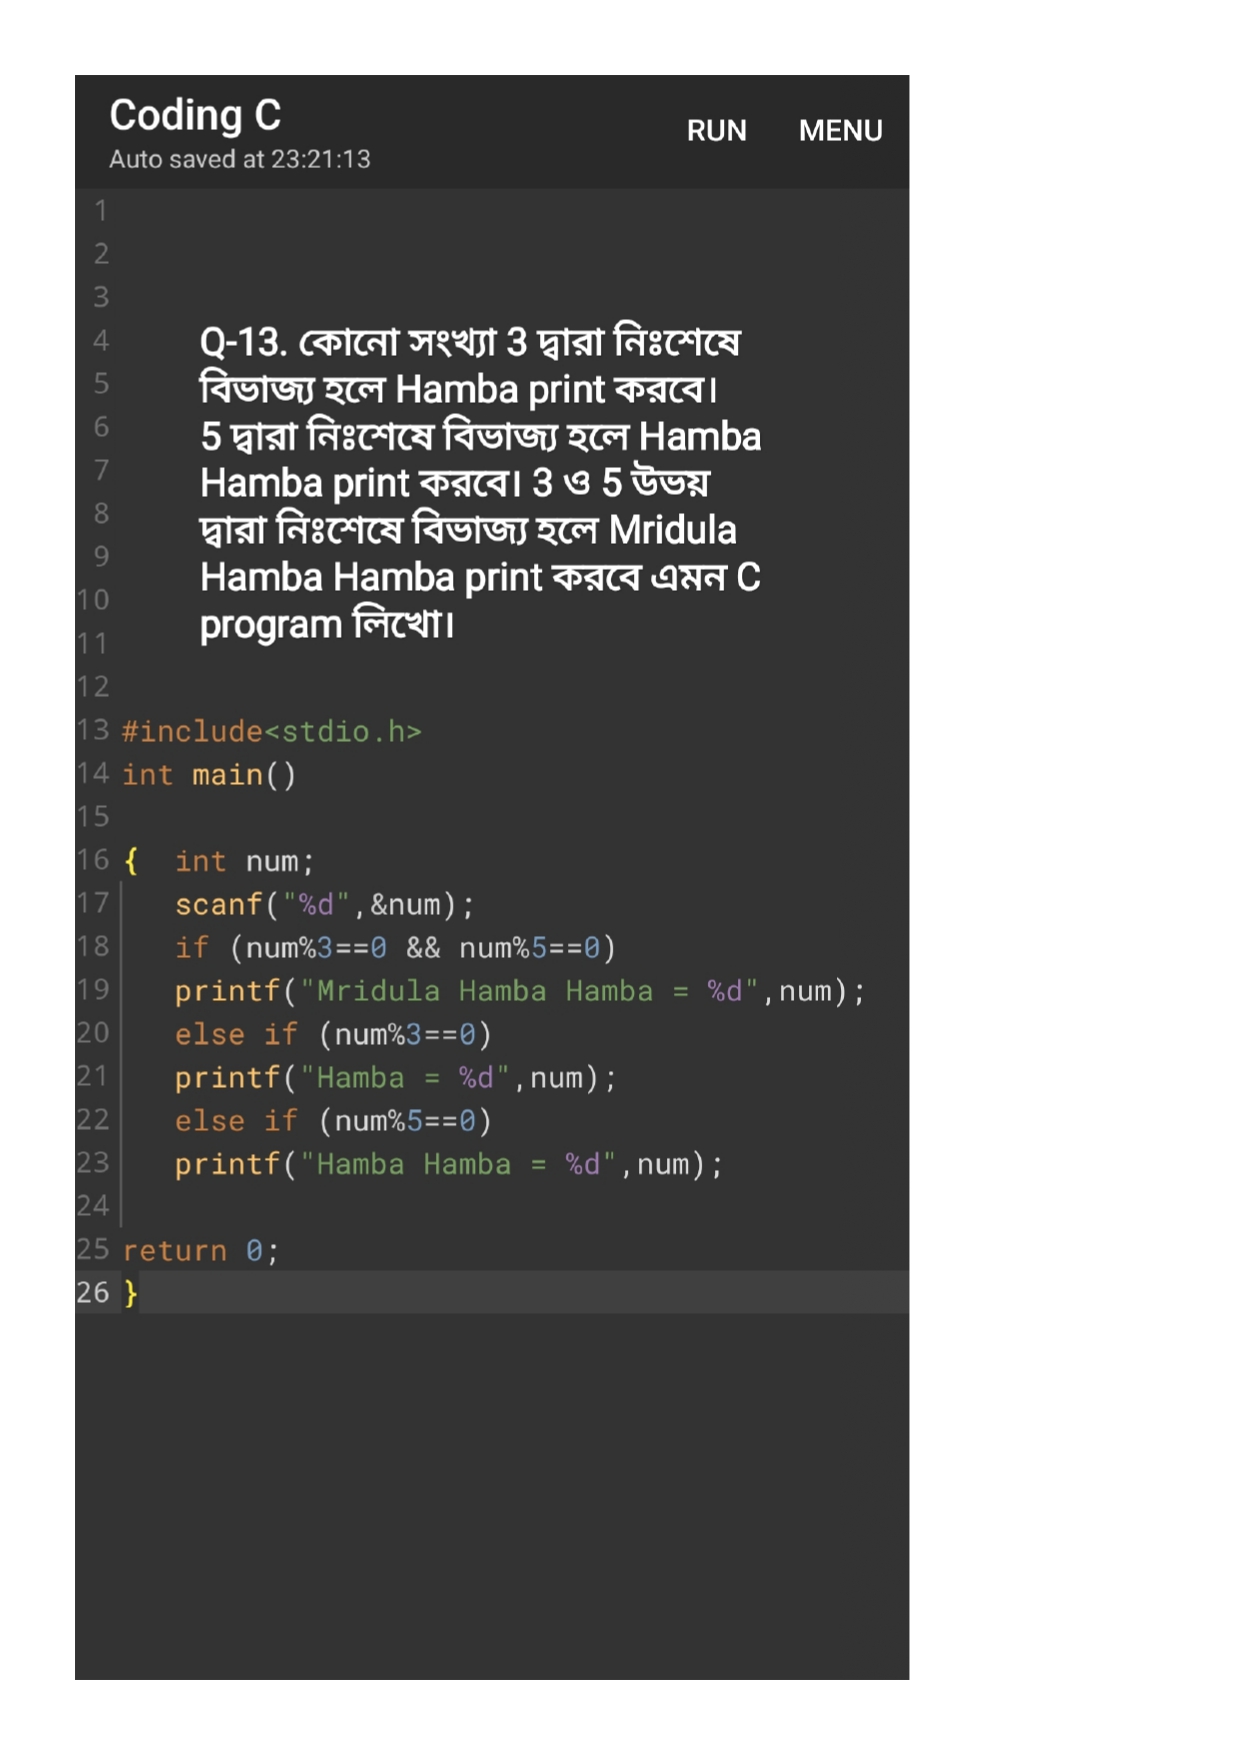 Coding C
RUN MENU
Auto saved at 23:21:13
1
2
3
4 Q-13. কোনো সংখ্যা 3 দ্বারা নিঃশেষে
5 বিভাজ্য হলে Hamba print করবে।
6 5 দ্বারা নিঃশেষে বিভাজ্য হলে Hamba
7 Hamba print করবে। 3 ও 5 উভয়
8 দ্বারা নিঃশেষে বিভাজ্য হলে Mridula
9 Hamba Hamba print করবে এমন C
10 program লিখো।
11
12
13 #include<stdio.h>
14 int main()
15
16 { int num;
17 scanf("%d",&num);
18 if (num%3==0 && num%5==0)
19 printf("Mridula Hamba Hamba = %d",num);
20 else if (num%3==0)
21 printf("Hamba = %d",num);
22 else if (num%5==0)
23 printf("Hamba Hamba = %d",num);
24
25 return 0;
26 }